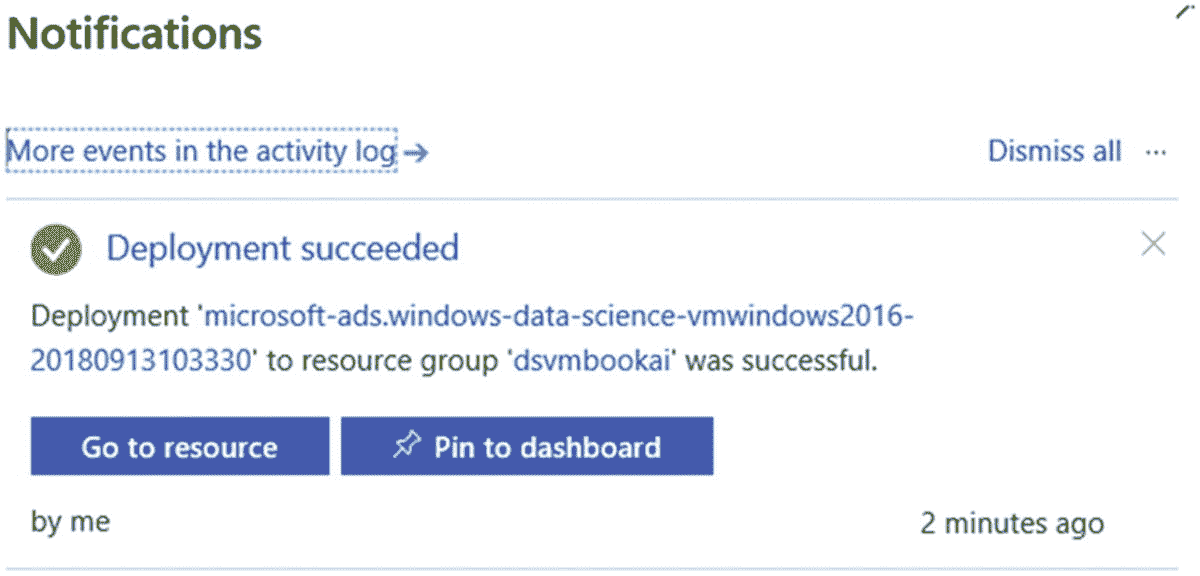 Notifications
More events in the activity log →
Dismiss all ...
Deployment succeeded
Deployment 'microsoft-ads.windows-data-science-vmwindows2016-
20180913103330' to resource group 'dsvmbookai' was successful.
Go to resource
Pin to dashboard
by me
2 minutes ago